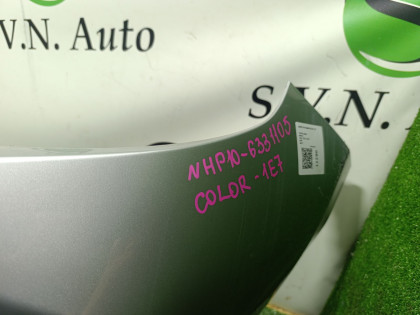 S.V.N. Auto
S.V.N.
NHP10-6331105
COLOR-1E7